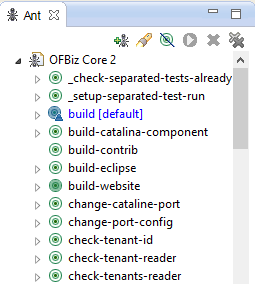 Ant
OFBiz Core 2
_check-separated-tests-already
_setup-separated-test-run
build [default]
build-catalina-component
build-contrib
build-eclipse
build-website
change-cataline-port
change-port-config
check-tenant-id
check-tenant-reader
check-tenants-reader